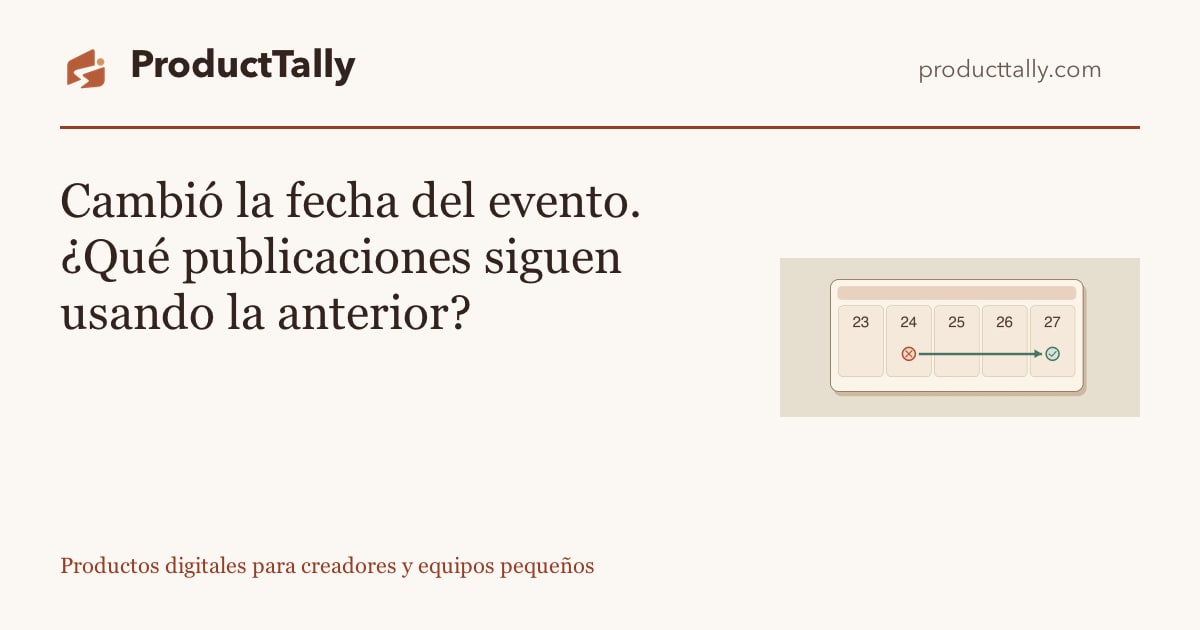 ProductTally
producttally.com
Cambió la fecha del evento.
¿Qué publicaciones siguen
usando la anterior?
23 24 25 26 27
Productos digitales para creadores y equipos pequeños